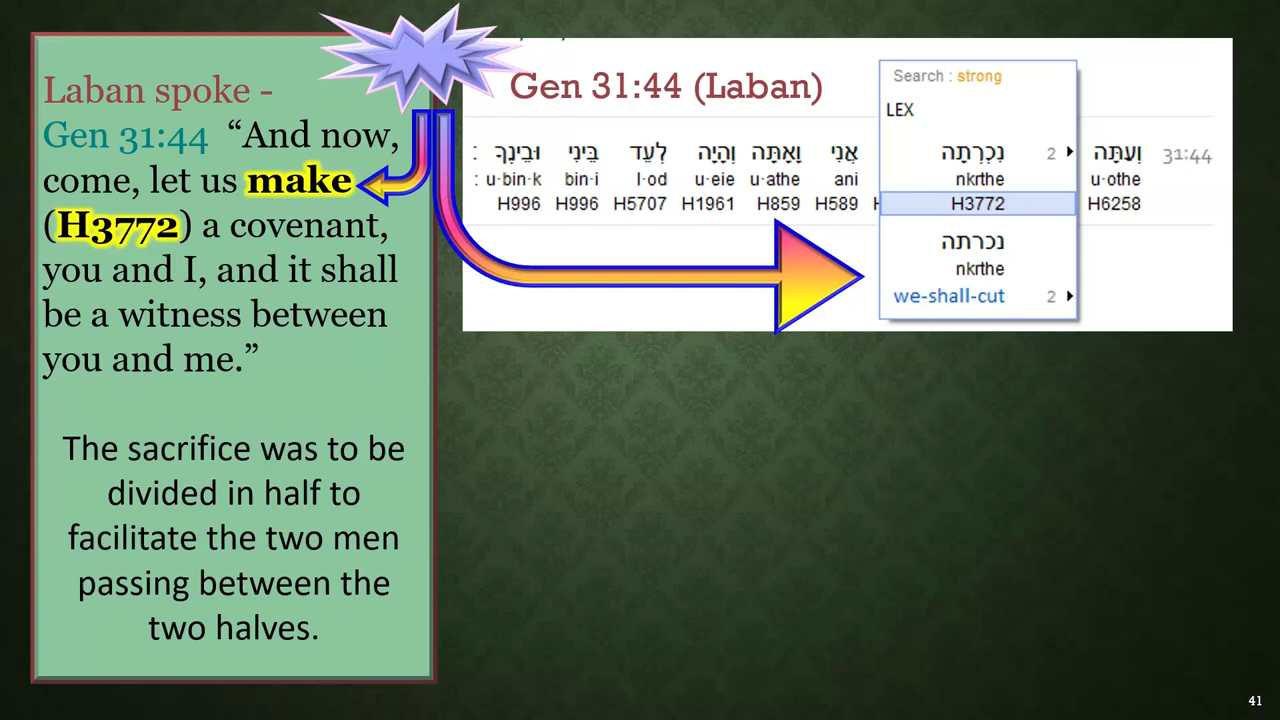 Laban spoke -
Gen 31:44 “And now,
come, let us make
(H3772) a covenant,
you and I, and it shall
be a witness between
you and me.”
The sacrifice was to be
divided in half to
facilitate the two men
passing between the
two halves.
Gen 31:44 (Laban)
Search : strong
LEX
31:44 וְעַתָּה נִכְרְתָה 2 אֲנִי וָאַתָּה וְהָיָה לְעֵד בֵּינִי וּבֵינֶךָ :
: u·bin·k bin·i l·od u·eie u·athe ani nkrthe u·othe
H996 H996 H5707 H1961 H859 H589 H3772 H6258
נכרתה
nkrthe
we-shall-cut 2
41